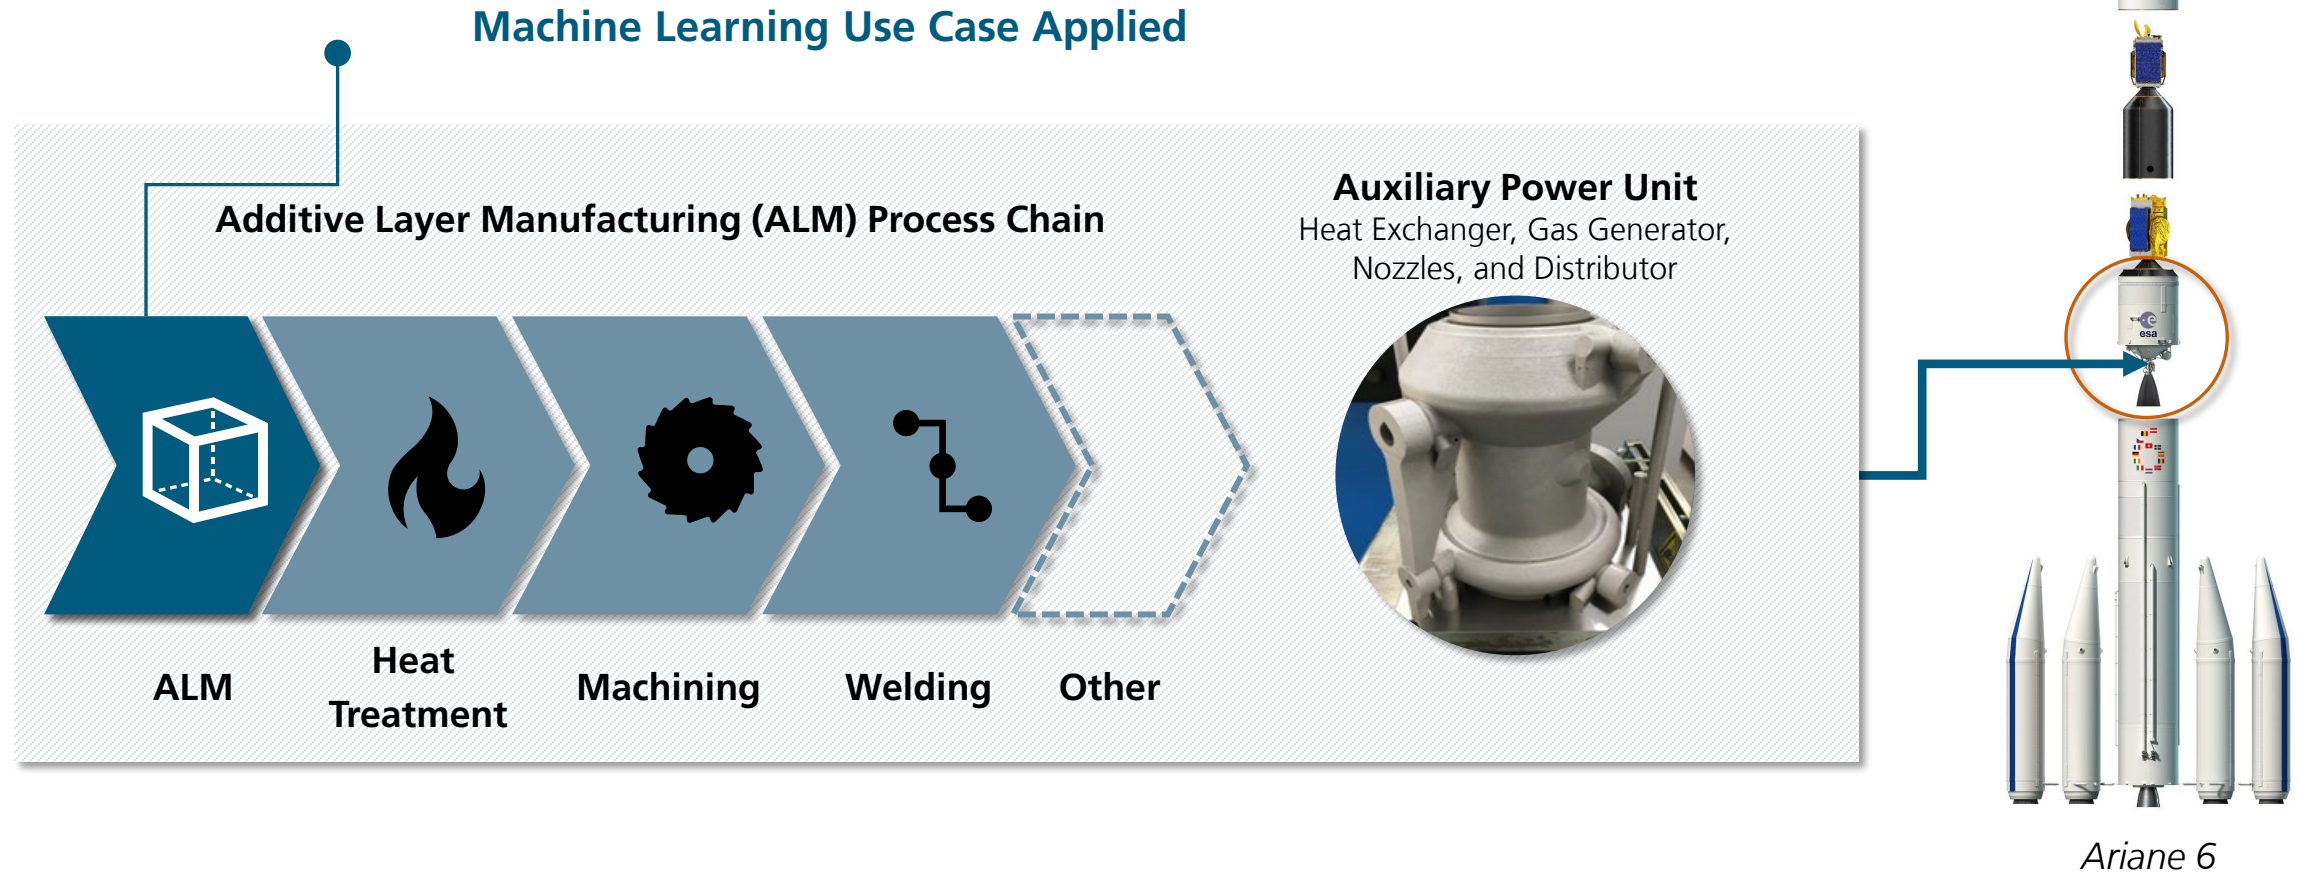 Machine Learning Use Case Applied
Additive Layer Manufacturing (ALM) Process Chain
Auxiliary Power Unit
Heat Exchanger, Gas Generator,
Nozzles, and Distributor
ALM
Heat
Treatment
Machining
Welding
Other
esa
Ariane 6